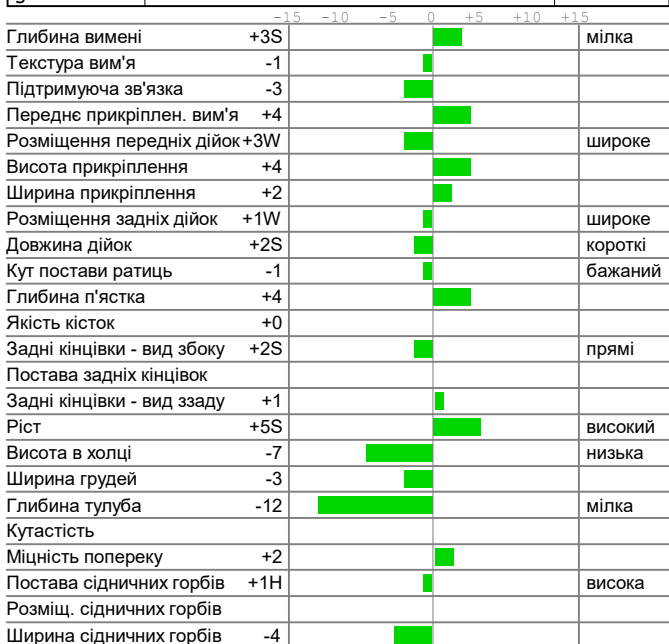 -15 -10 -5 0 +5 +10 +15
Глибина вимені +3S мілка
Текстура вим'я -1
Підтримуюча зв'язка -3
Переднє прикріплен. вим'я +4
Розміщення передніх дійок +3W широке
Висота прикріплення +4
Ширина прикріплення +2
Розміщення задніх дійок +1W широке
Довжина дійок +2S короткі
Кут постави ратиць -1 бажаний
Глибина п'ястка +4
Якість кісток +0
Задні кінцівки - вид збоку +2S прямі
Постава задніх кінцівок
Задні кінцівки - вид ззаду +1
Ріст +5S високий
Висота в холці -7 низька
Ширина грудей -3
Глибина тулуба -12 мілка
Кутастість
Міцність попереку +2
Постава сідничних горбів +1H висока
Розміщ. сідничних горбів
Ширина сідничних горбів -4